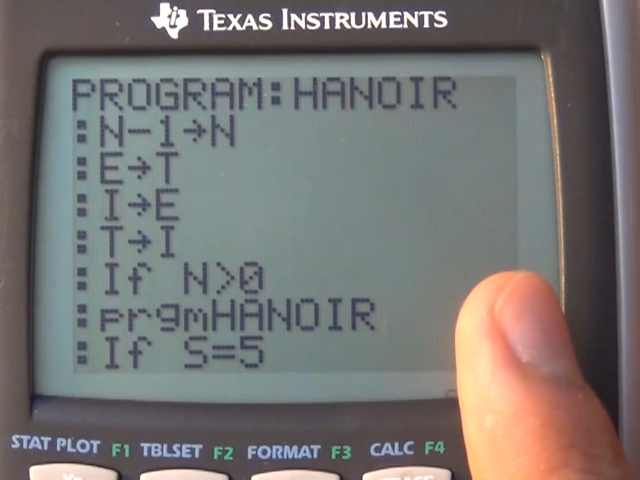 TEXAS INSTRUMENTS
PROGRAM:HANOIR
:N-1→N
:E→T
:I→E
:T→I
:If N>0
:prgmHANOIR
:If S=5
STAT PLOT F1 TBLSET F2 FORMAT F3 CALC F4